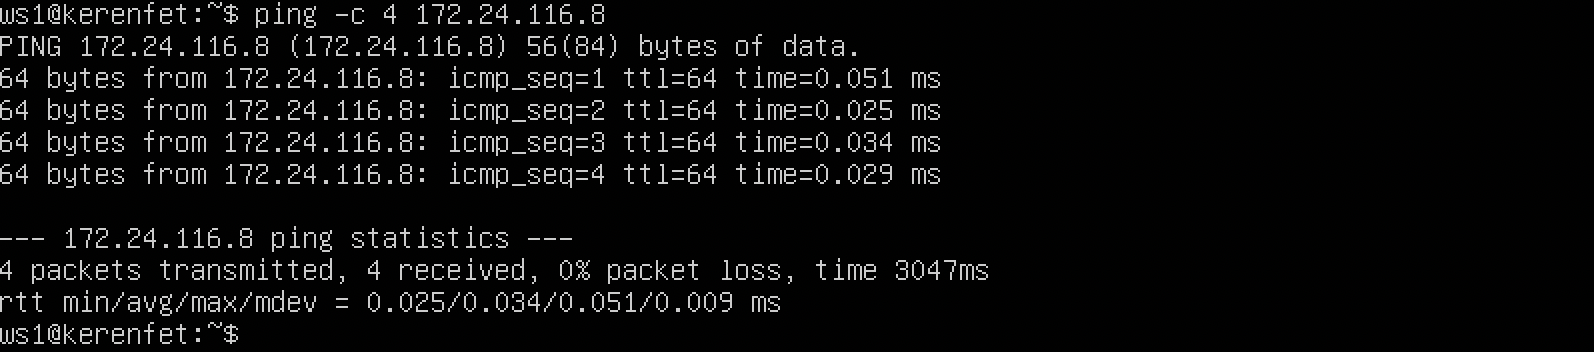 ws1@kerenfet:~$ ping -c 4 172.24.116.8
PING 172.24.116.8 (172.24.116.8) 56(84) bytes of data.
64 bytes from 172.24.116.8: icmp_seq=1 ttl=64 time=0.051 ms
64 bytes from 172.24.116.8: icmp_seq=2 ttl=64 time=0.025 ms
64 bytes from 172.24.116.8: icmp_seq=3 ttl=64 time=0.034 ms
64 bytes from 172.24.116.8: icmp_seq=4 ttl=64 time=0.029 ms
--- 172.24.116.8 ping statistics ---
4 packets transmitted, 4 received, 0% packet loss, time 3047ms
rtt min/avg/max/mdev = 0.025/0.034/0.051/0.009 ms
ws1@kerenfet:~$